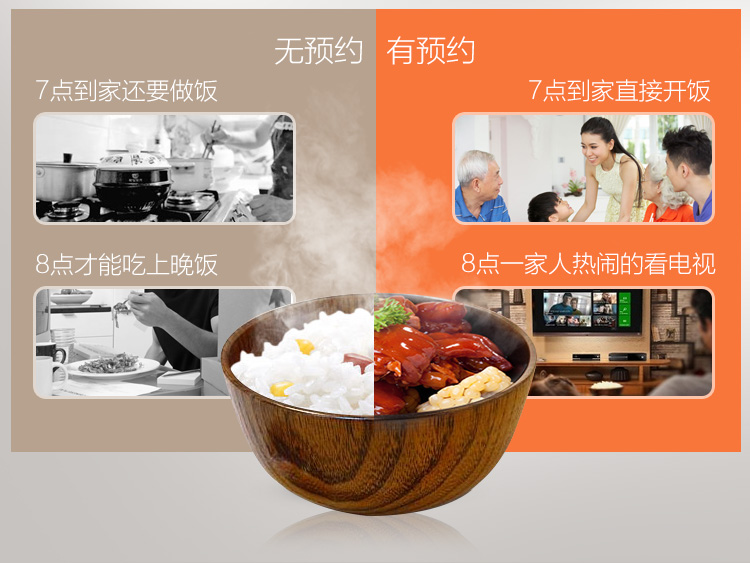 无预约
7点到家还要做饭
8点才能吃上晚饭
有预约
7点到家直接开饭
8点一家人热闹的看电视